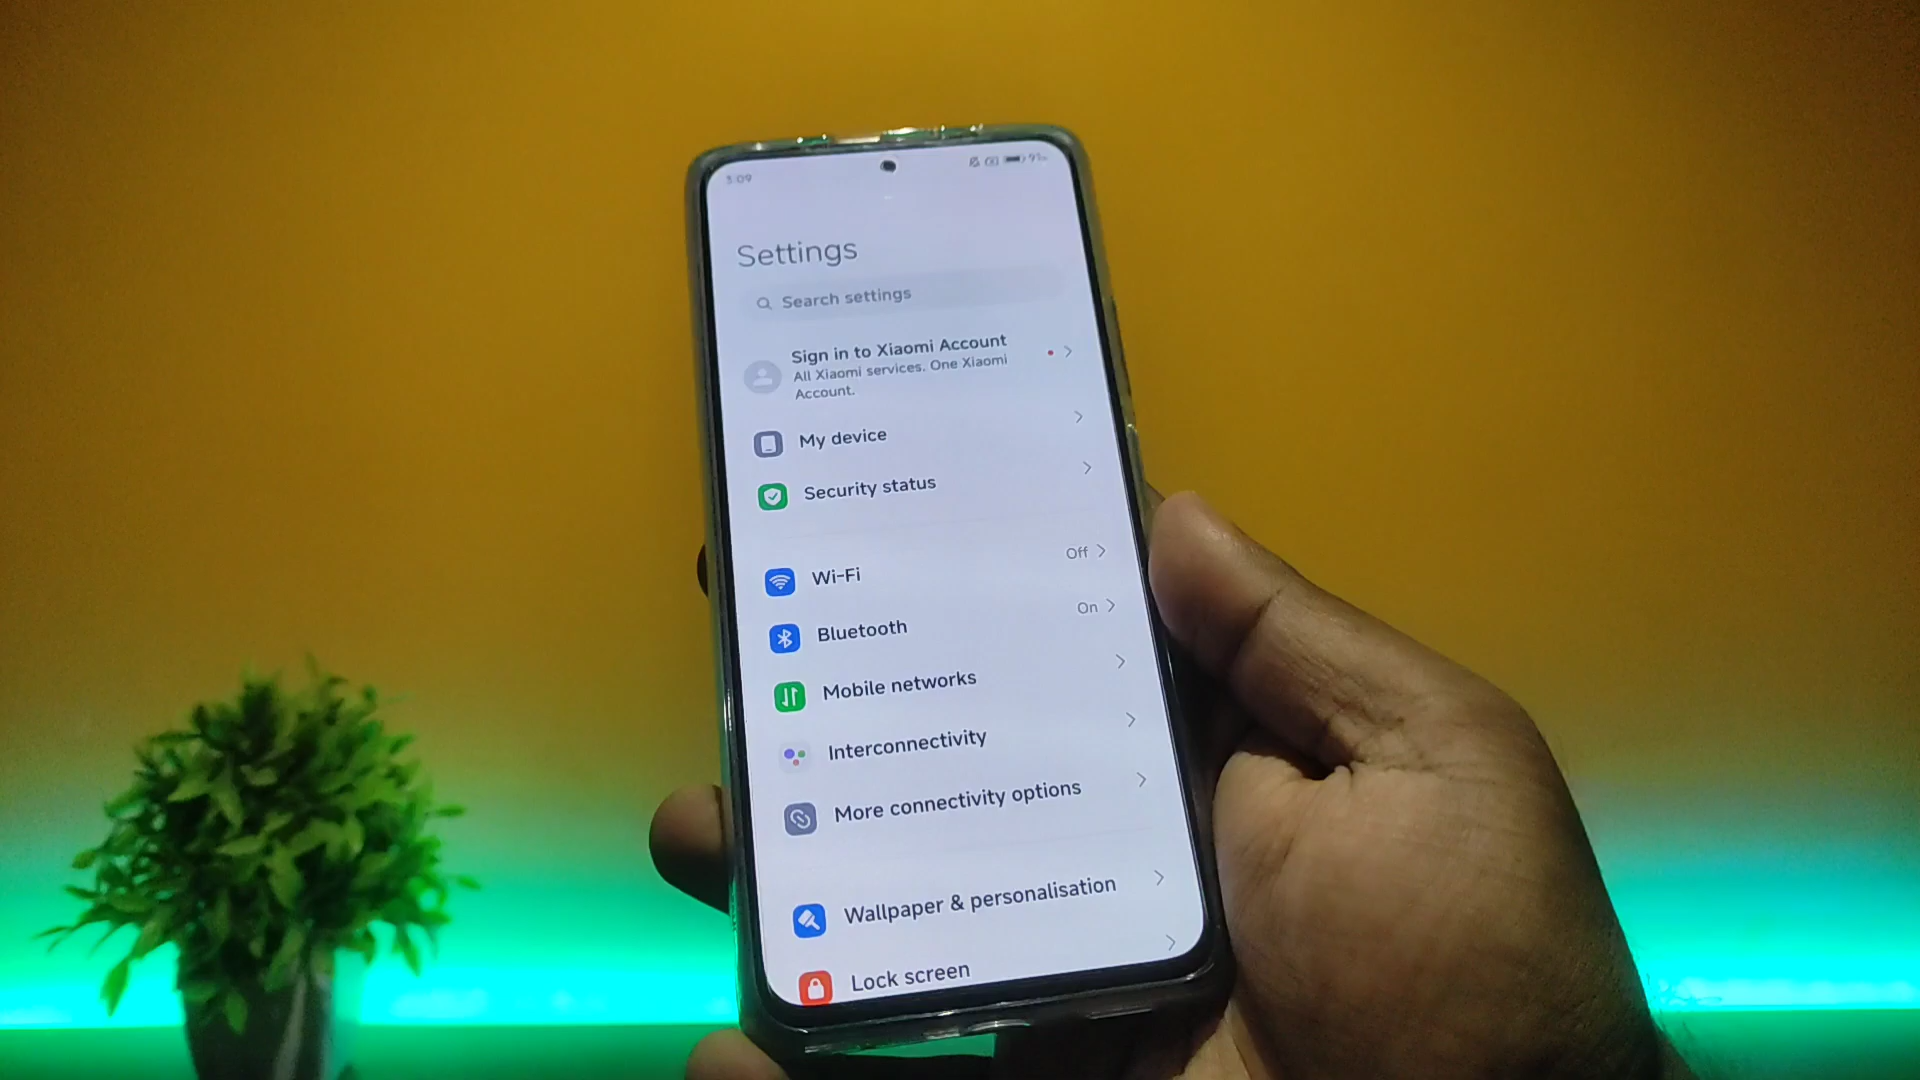 3:09
Settings
Search settings
Sign in to Xiaomi Account
All Xiaomi services. One Xiaomi
Account.
My device
Security status
Wi-Fi
Off
Bluetooth
On
Mobile networks
Interconnectivity
More connectivity options
Wallpaper & personalisation
Lock screen